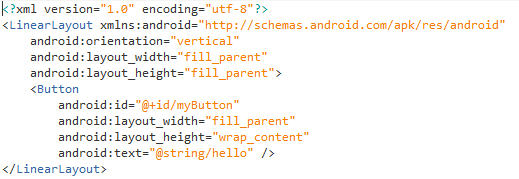 <?xml version="1.0" encoding="utf-8"?>
<LinearLayout xmlns:android="http://schemas.android.com/apk/res/android"
    android:orientation="vertical"
    android:layout_width="fill_parent"
    android:layout_height="fill_parent">
    <Button
        android:id="@+id/myButton"
        android:layout_width="fill_parent"
        android:layout_height="wrap_content"
        android:text="@string/hello" />
</LinearLayout>